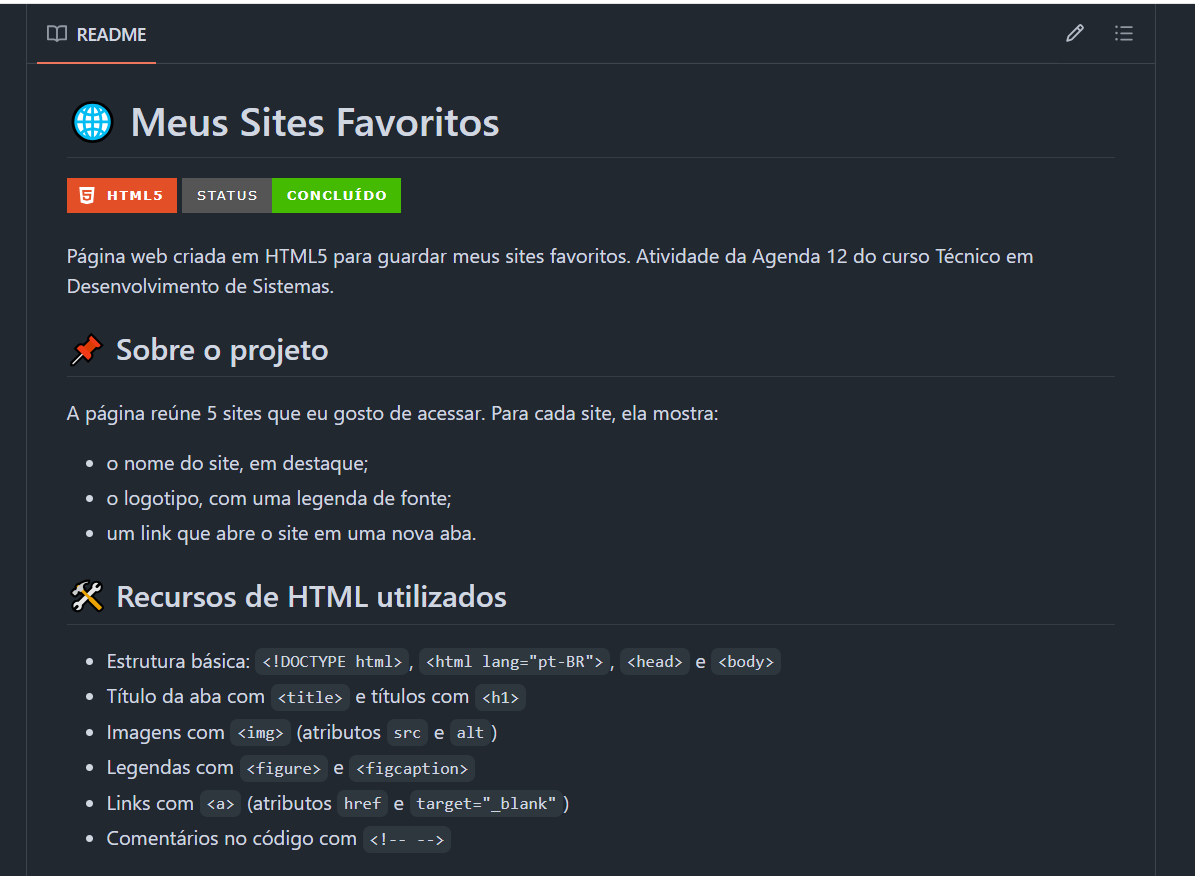 README
Meus Sites Favoritos
HTML5 STATUS CONCLUÍDO
Página web criada em HTML5 para guardar meus sites favoritos. Atividade da Agenda 12 do curso Técnico em
Desenvolvimento de Sistemas.
Sobre o projeto
A página reúne 5 sites que eu gosto de acessar. Para cada site, ela mostra:
• o nome do site, em destaque;
• o logotipo, com uma legenda de fonte;
• um link que abre o site em uma nova aba.
Recursos de HTML utilizados
• Estrutura básica: <!DOCTYPE html>, <html lang="pt-BR">, <head> e <body>
• Título da aba com <title> e títulos com <h1>
• Imagens com <img> (atributos src e alt)
• Legendas com <figure> e <figcaption>
• Links com <a> (atributos href e target="_blank")
• Comentários no código com <!-- -->